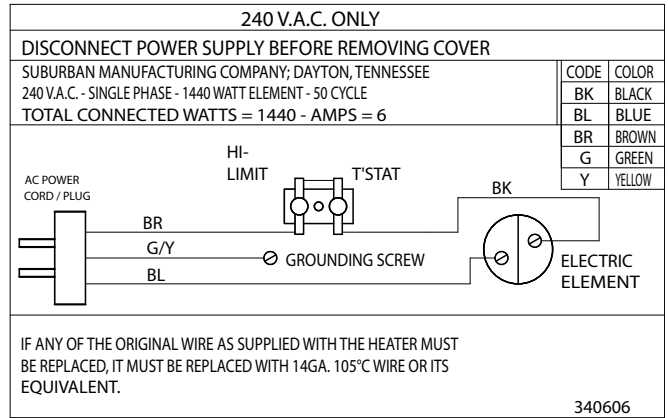 240 V.A.C. ONLY
DISCONNECT POWER SUPPLY BEFORE REMOVING COVER
SUBURBAN MANUFACTURING COMPANY; DAYTON, TENNESSEE
240 V.A.C. - SINGLE PHASE - 1440 WATT ELEMENT - 50 CYCLE
TOTAL CONNECTED WATTS = 1440 - AMPS = 6
CODE COLOR
BK BLACK
BL BLUE
BR BROWN
G GREEN
Y YELLOW
HI-
LIMIT
T'STAT
AC POWER
CORD / PLUG
BK
BR
G/Y
GROUNDING SCREW
BL
ELECTRIC
ELEMENT
IF ANY OF THE ORIGINAL WIRE AS SUPPLIED WITH THE HEATER MUST
BE REPLACED, IT MUST BE REPLACED WITH 14GA. 105°C WIRE OR ITS
EQUIVALENT.
340606